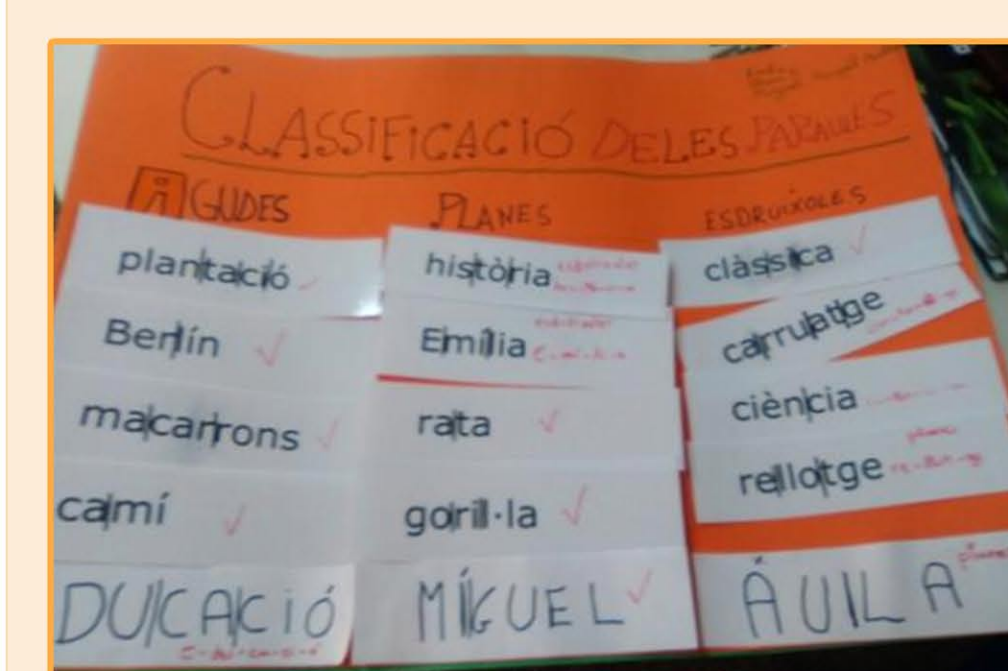 CLASSIFICACIÓ DE LES PARAULES
AGUDES
plantació
Berlín
macarrons
camí
DUCACIÓ
PLANES
història
Emília
rata
goril·la
MÍGUEL
ESDRUIXOLES
clàssica
carruatge
ciència
rellotge
ÀUILA